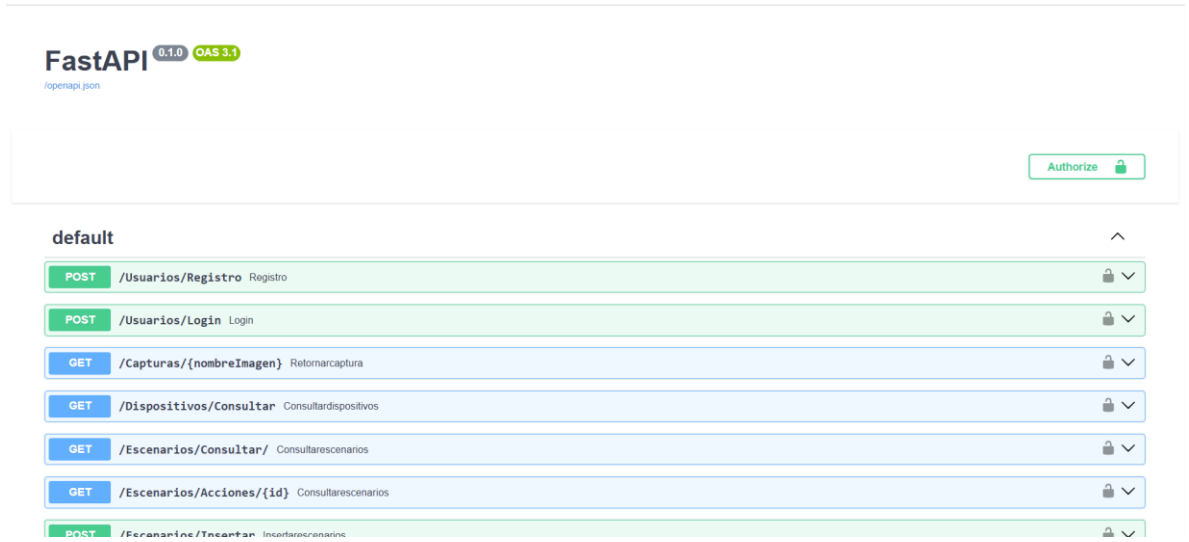 FastAPI 0.1.0 OAS 3.1
/openapi.json
Authorize
default
POST /Usuarios/Registro Registro
POST /Usuarios/Login Login
GET /Capturas/{nombreImagen} Retornarcaptura
GET /Dispositivos/Consultar Consultardispositivos
GET /Escenarios/Consultar/ Consultarescenarios
GET /Escenarios/Acciones/{id} Consultarescenarios
POST /Escenarios/Insertar Insertarescenarios